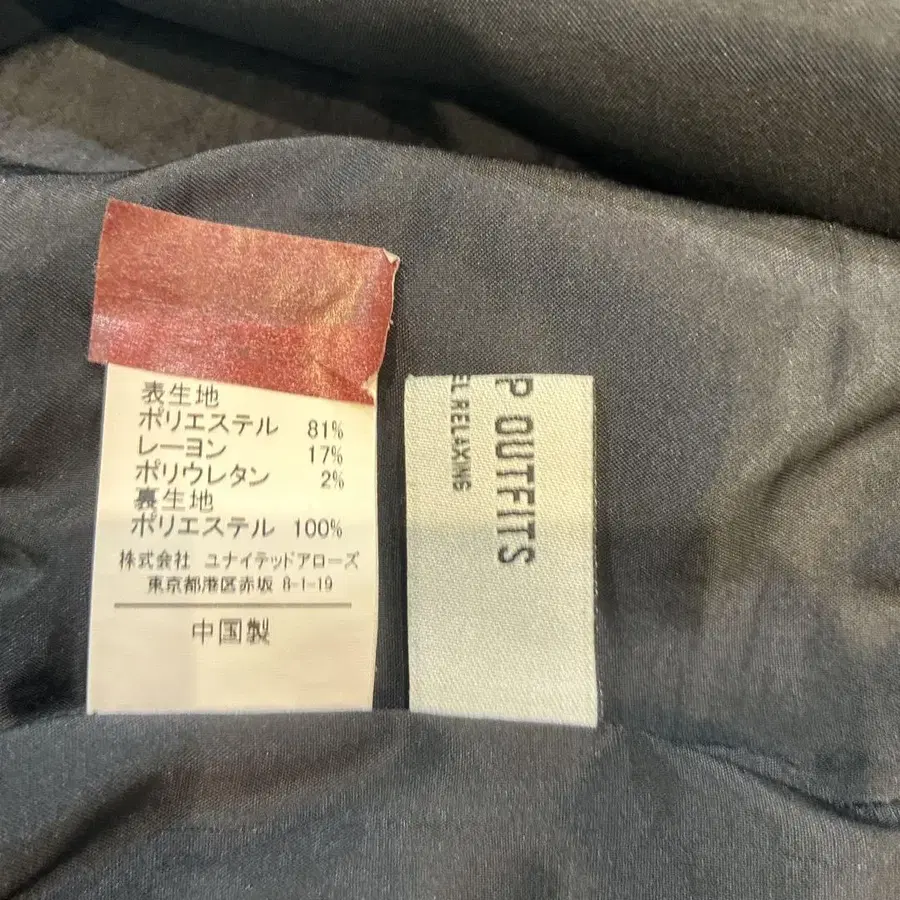 表生地
ポリエステル 81%
レーヨン 17%
ポリウレタン 2%
裏生地
ポリエステル 100%
株式会社 ユナイテッドアローズ
東京都港区赤坂 8-1-19
中国製
P OUTFITS
EL RELAXING